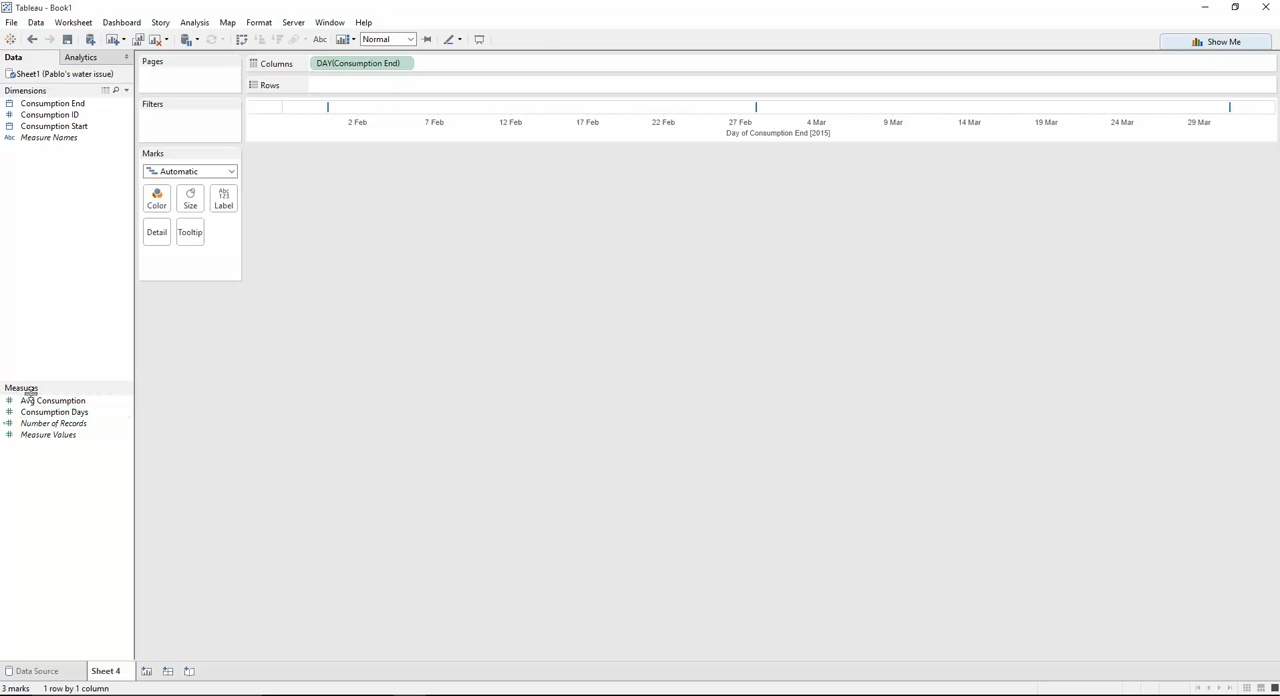 Tableau - Book1
File Data Worksheet Dashboard Story Analysis Map Format Server Window Help
Abc Normal Show Me
Data Analytics
Sheet1 (Pablo's water issue)
Dimensions
Consumption End
Consumption ID
Consumption Start
Abc Measure Names
Measures
Avg Consumption
Consumption Days
Number of Records
Measure Values
Pages
Filters
Marks
Automatic
Color Size Abc 123 Label
Detail Tooltip
Columns DAY(Consumption End)
Rows
2 Feb 7 Feb 12 Feb 17 Feb 22 Feb 27 Feb 4 Mar 9 Mar 14 Mar 19 Mar 24 Mar 29 Mar
Day of Consumption End [2015]
Data Source Sheet 4
3 marks 1 row by 1 column